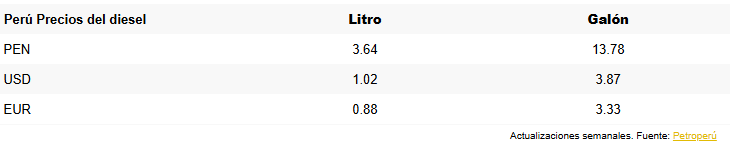 Perú Precios del diesel Litro Galón
PEN 3.64 13.78
USD 1.02 3.87
EUR 0.88 3.33
Actualizaciones semanales. Fuente: Petroperú